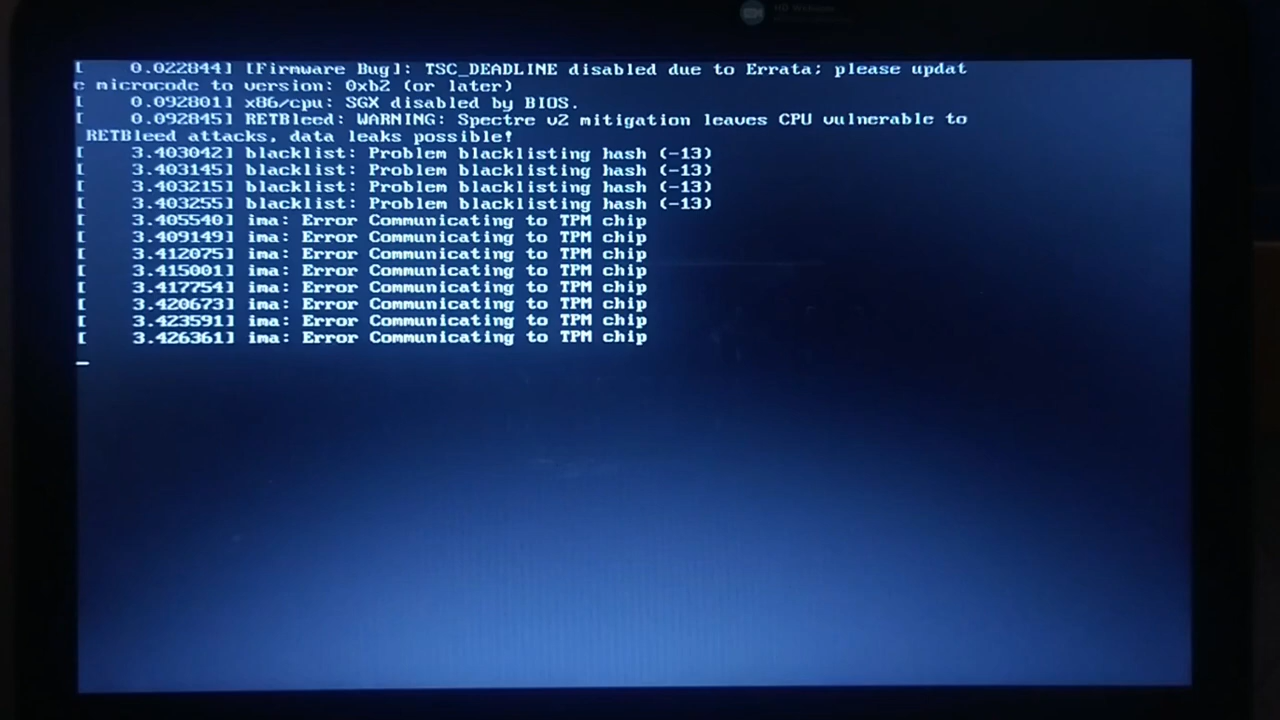 [    0.022844] [Firmware Bug]: TSC_DEADLINE disabled due to Errata; please updat
e microcode to version: 0xb2 (or later)
[    0.092801] x86/cpu: SGX disabled by BIOS.
[    0.092845] RETBleed: WARNING: Spectre v2 mitigation leaves CPU vulnerable to
RETBleed attacks, data leaks possible!
[    3.403042] blacklist: Problem blacklisting hash (-13)
[    3.403145] blacklist: Problem blacklisting hash (-13)
[    3.403215] blacklist: Problem blacklisting hash (-13)
[    3.403255] blacklist: Problem blacklisting hash (-13)
[    3.405540] ima: Error Communicating to TPM chip
[    3.409149] ima: Error Communicating to TPM chip
[    3.412075] ima: Error Communicating to TPM chip
[    3.415001] ima: Error Communicating to TPM chip
[    3.417754] ima: Error Communicating to TPM chip
[    3.420673] ima: Error Communicating to TPM chip
[    3.423591] ima: Error Communicating to TPM chip
[    3.426361] ima: Error Communicating to TPM chip